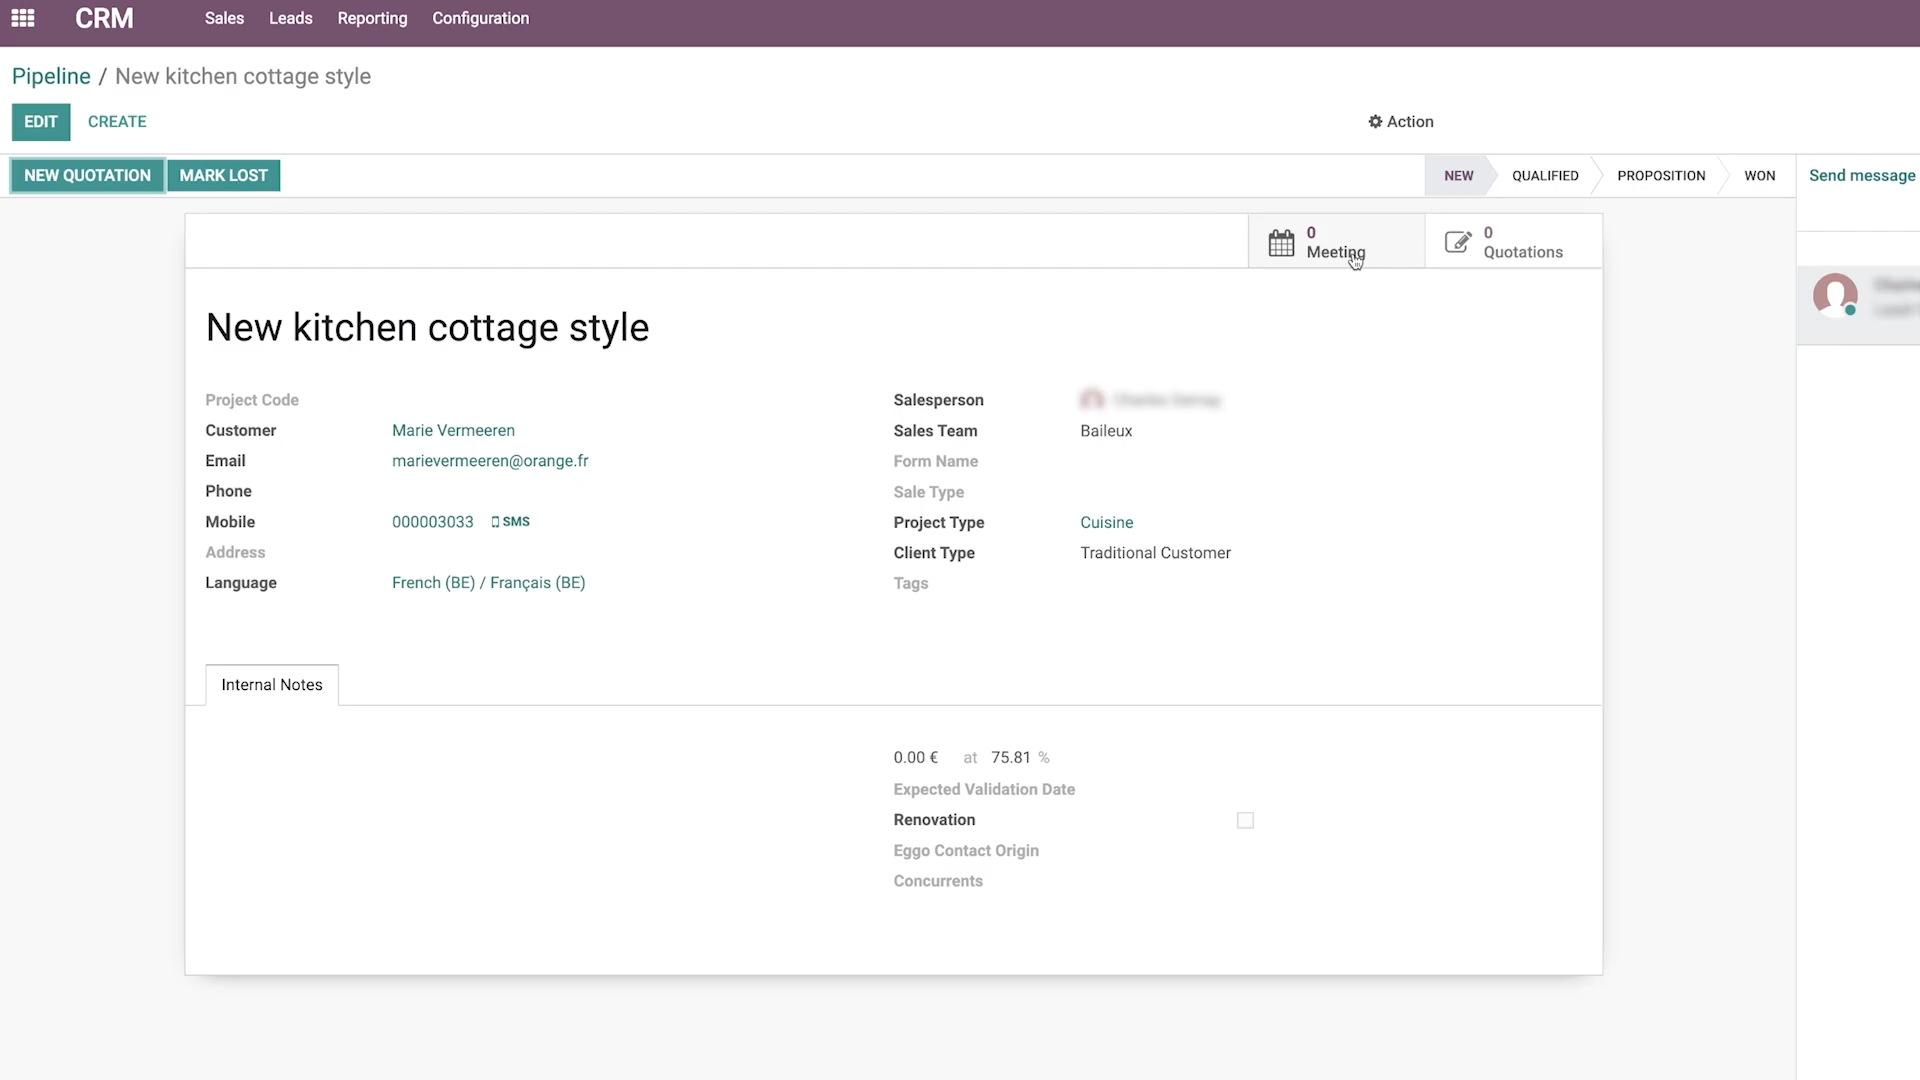 CRM Sales Leads Reporting Configuration
Pipeline / New kitchen cottage style
EDIT CREATE Action
NEW QUOTATION MARK LOST NEW QUALIFIED PROPOSITION WON Send message
0
Meeting
0
Quotations
New kitchen cottage style
Project Code
Customer Marie Vermeeren
Email marievermeeren@orange.fr
Phone
Mobile 000003033 SMS
Address
Language French (BE) / Français (BE)
Salesperson
Sales Team Baileux
Form Name
Sale Type
Project Type Cuisine
Client Type Traditional Customer
Tags
Internal Notes
0.00 € at 75.81 %
Expected Validation Date
Renovation
Eggo Contact Origin
Concurrents